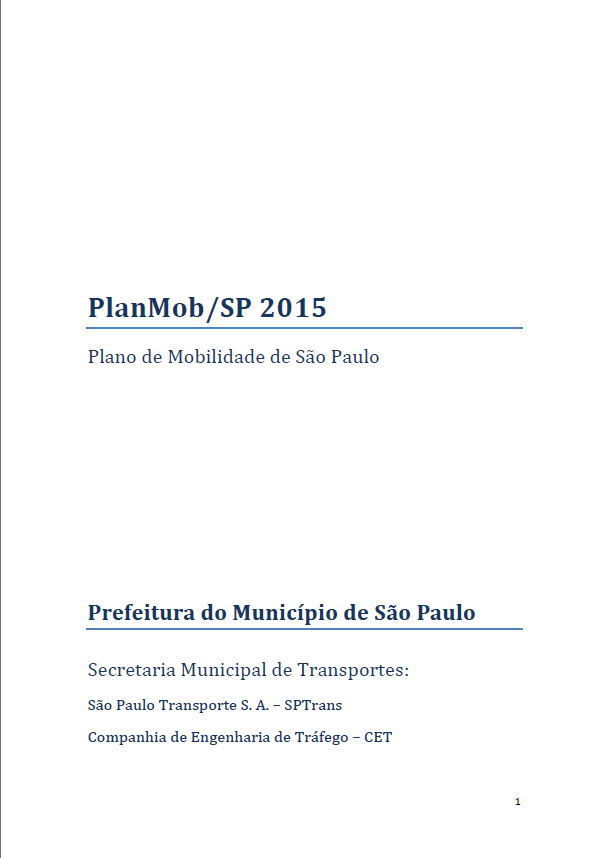 PlanMob/SP 2015
Plano de Mobilidade de São Paulo
Prefeitura do Município de São Paulo
Secretaria Municipal de Transportes:
São Paulo Transporte S. A. – SPTrans
Companhia de Engenharia de Tráfego – CET
1